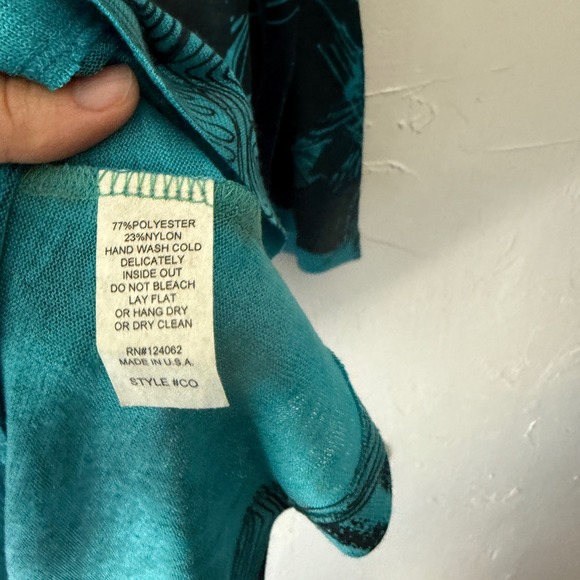 77%POLYESTER
23%NYLON
HAND WASH COLD
DELICATELY
INSIDE OUT
DO NOT BLEACH
LAY FLAT
OR HANG DRY
OR DRY CLEAN
RN#124062
MADE IN U.S.A.
STYLE #CO